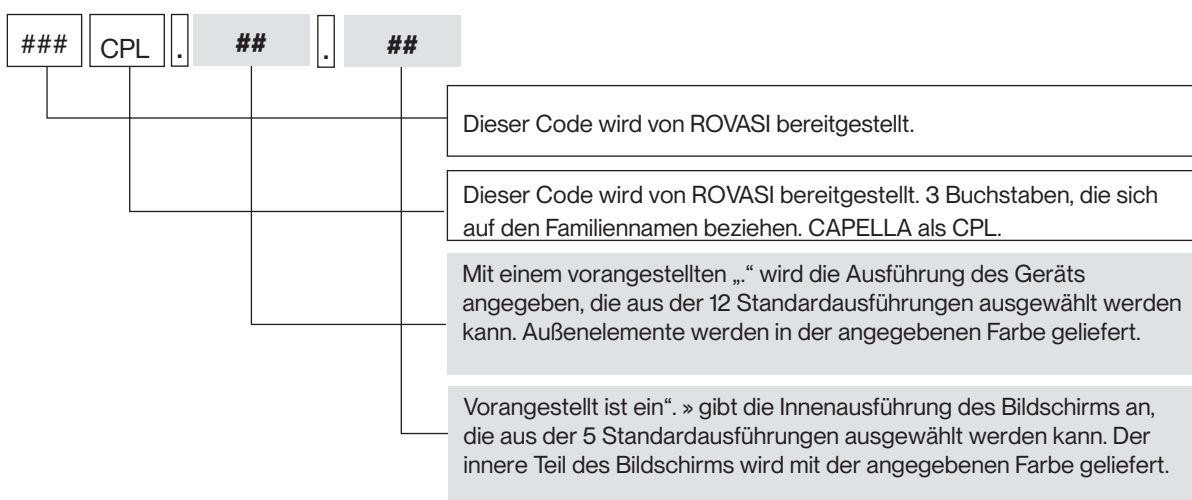 ### CPL . ## . ##
Dieser Code wird von ROVASI bereitgestellt.
Dieser Code wird von ROVASI bereitgestellt. 3 Buchstaben, die sich
auf den Familiennamen beziehen. CAPELLA als CPL.
Mit einem vorangestellten „.“ wird die Ausführung des Geräts
angegeben, die aus der 12 Standardausführungen ausgewählt werden
kann. Außenelemente werden in der angegebenen Farbe geliefert.
Vorangestellt ist ein“. » gibt die Innenausführung des Bildschirms an,
die aus der 5 Standardausführungen ausgewählt werden kann. Der
innere Teil des Bildschirms wird mit der angegebenen Farbe geliefert.